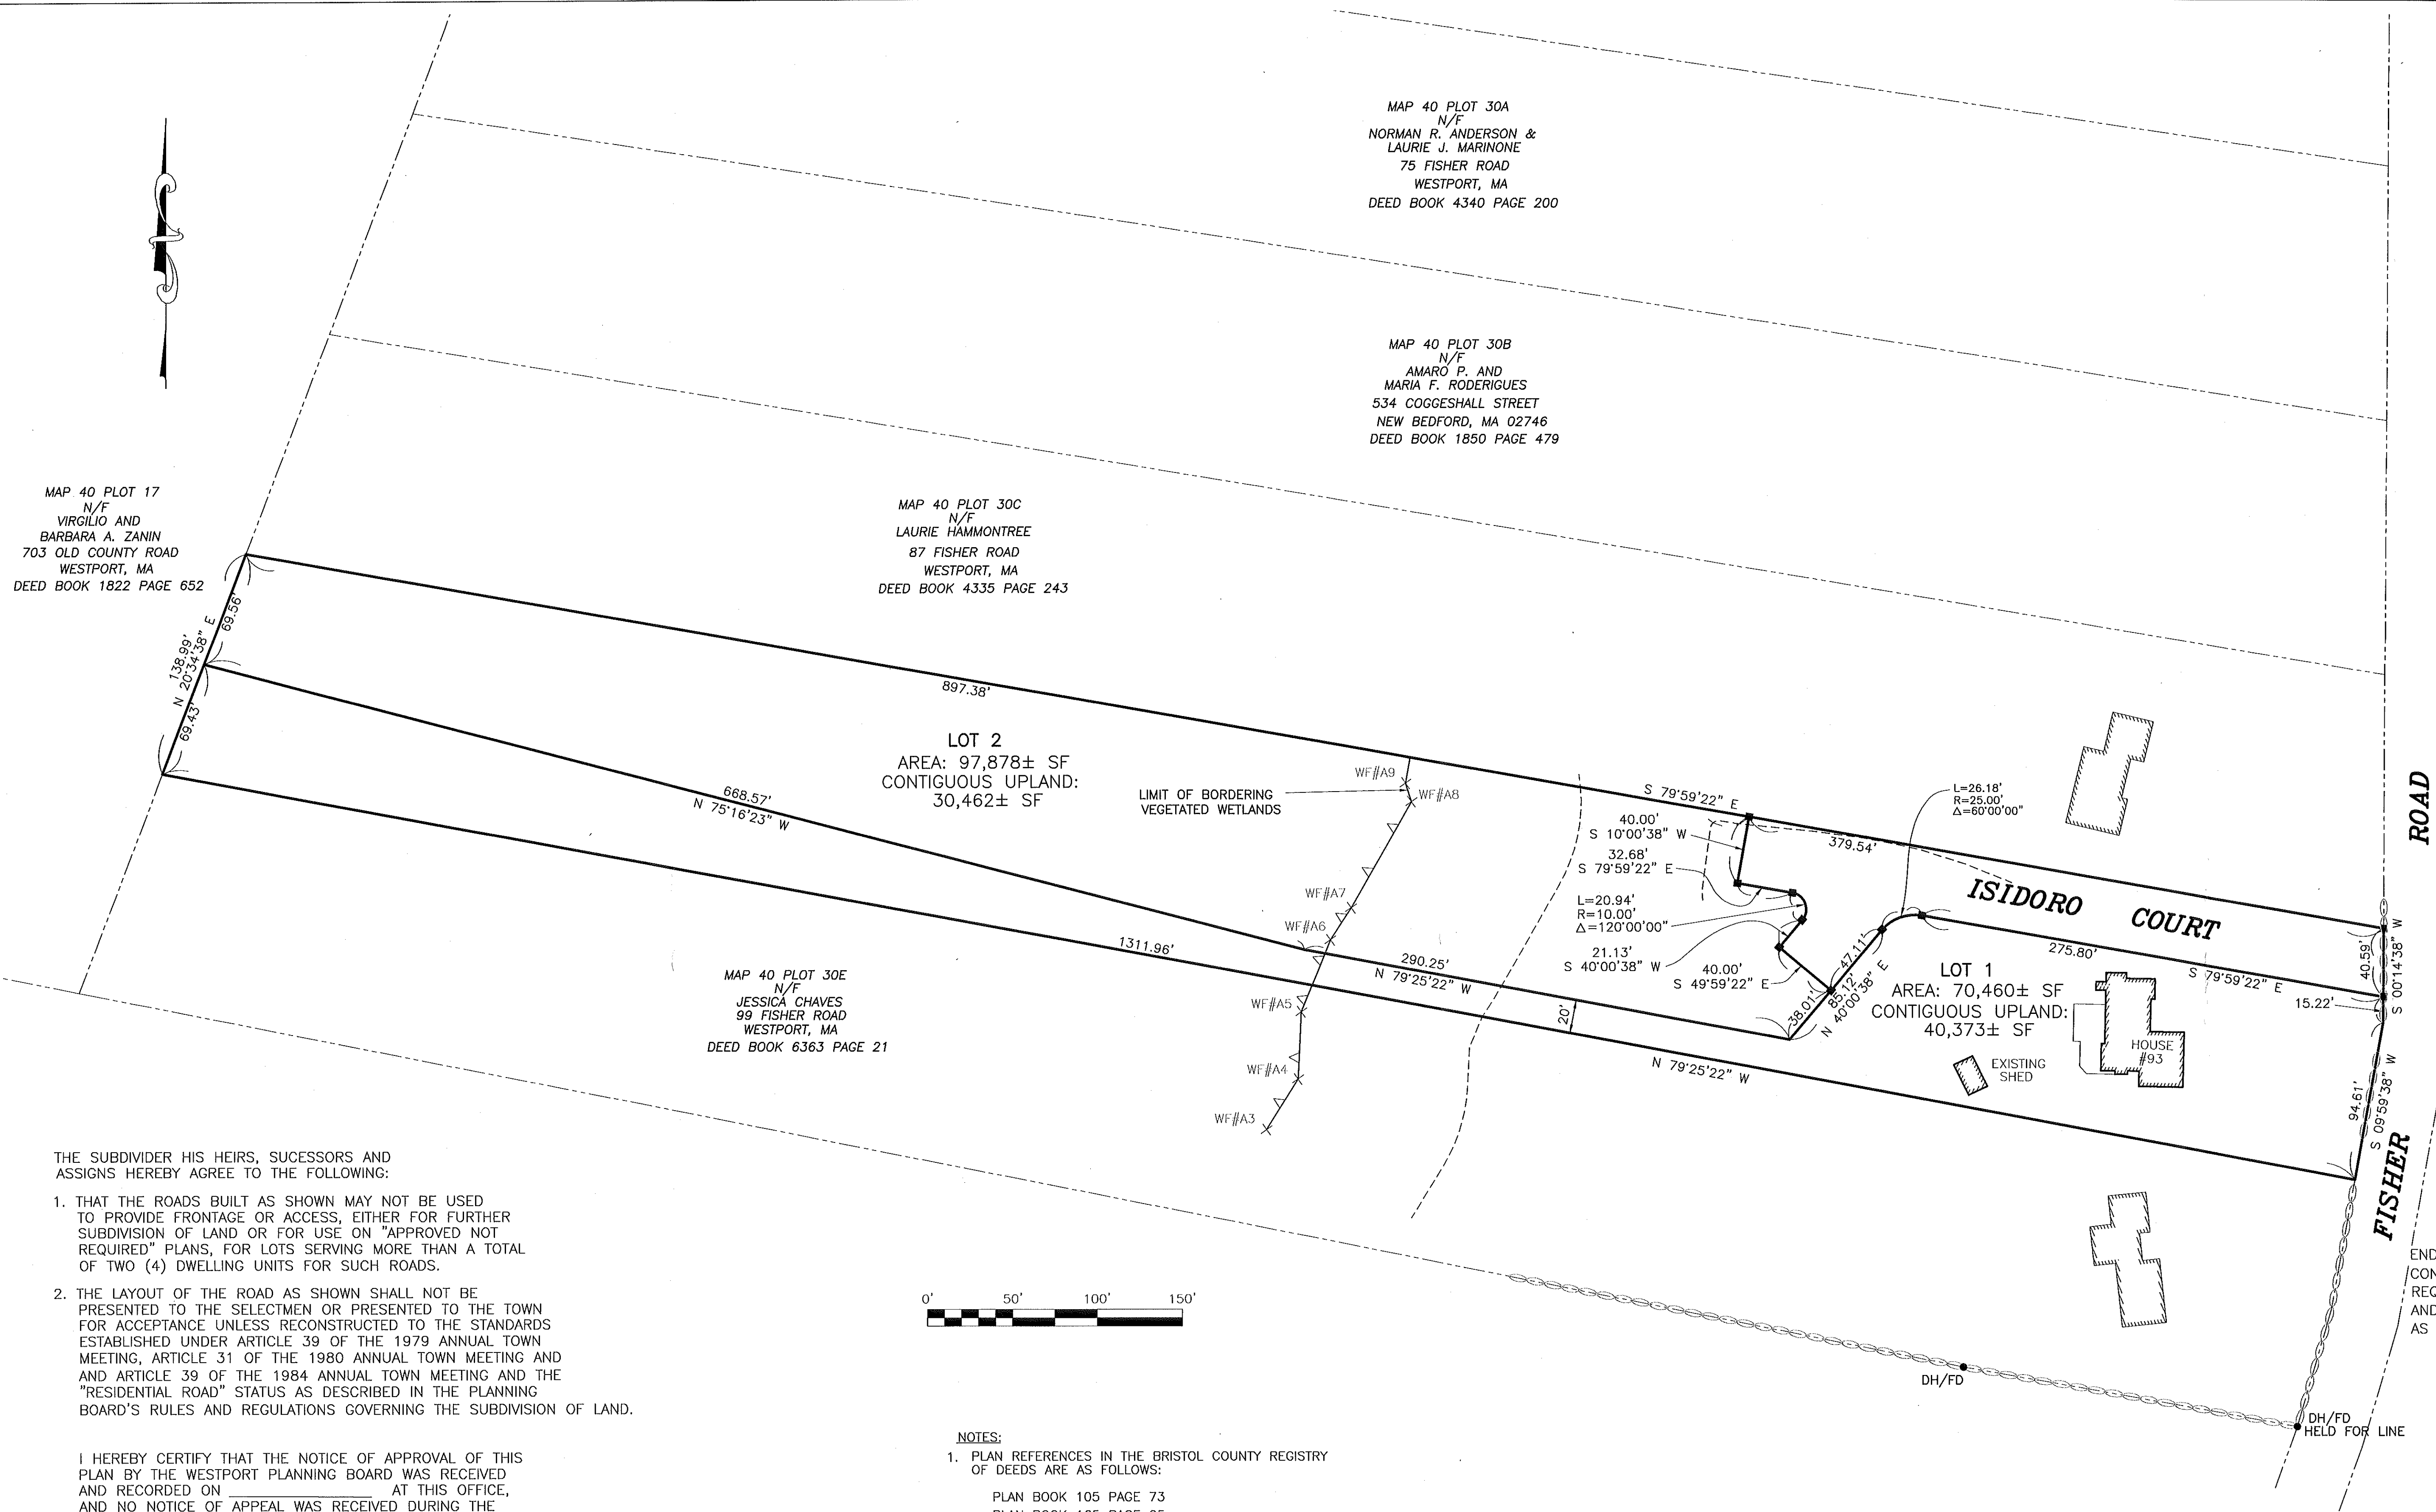 MAP 40 PLOT 30A
N/F
NORMAN R. ANDERSON &
LAURIE J. MARINONE
75 FISHER ROAD
WESTPORT, MA
DEED BOOK 4340 PAGE 200
MAP 40 PLOT 30B
N/F
AMARO P. AND
MARIA F. RODERIGUES
534 COGGESHALL STREET
NEW BEDFORD, MA 02746
DEED BOOK 1850 PAGE 479
MAP 40 PLOT 17
N/F
VIRGILIO AND
BARBARA A. ZANIN
703 OLD COUNTY ROAD
WESTPORT, MA
DEED BOOK 1822 PAGE 652
MAP 40 PLOT 30C
N/F
LAURIE HAMMONTREE
87 FISHER ROAD
WESTPORT, MA
DEED BOOK 4335 PAGE 243
69.56'
138.99'
N 20°34'38" E
69.43'
897.38'
LOT 2
AREA: 97,878± SF
CONTIGUOUS UPLAND:
30,462± SF
668.57'
N 75°16'23" W
LIMIT OF BORDERING
VEGETATED WETLANDS
WF#A9
WF#A8
WF#A7
WF#A6
WF#A5
WF#A4
WF#A3
S 79°59'22" E
379.54'
40.00'
S 10°00'38" W
32.68'
S 79°59'22" E
L=20.94'
R=10.00'
Δ=120°00'00"
21.13'
S 40°00'38" W
40.00'
S 49°59'22" E
L=26.18'
R=25.00'
Δ=60°00'00"
ISIDORO COURT
275.80'
S 79°59'22" E
47.11'
38.01'
85.12'
N 40°00'38" E
LOT 1
AREA: 70,460± SF
CONTIGUOUS UPLAND:
40,373± SF
HOUSE
#93
EXISTING
SHED
40.59'
S 00°14'38" W
15.22'
94.61'
S 09°59'38" W
FISHER ROAD
1311.96'
290.25'
N 79°25'22" W
20'
N 79°25'22" W
MAP 40 PLOT 30E
N/F
JESSICA CHAVES
99 FISHER ROAD
WESTPORT, MA
DEED BOOK 6363 PAGE 21
THE SUBDIVIDER HIS HEIRS, SUCESSORS AND
ASSIGNS HEREBY AGREE TO THE FOLLOWING:
1. THAT THE ROADS BUILT AS SHOWN MAY NOT BE USED
TO PROVIDE FRONTAGE OR ACCESS, EITHER FOR FURTHER
SUBDIVISION OF LAND OR FOR USE ON "APPROVED NOT
REQUIRED" PLANS, FOR LOTS SERVING MORE THAN A TOTAL
OF TWO (4) DWELLING UNITS FOR SUCH ROADS.
2. THE LAYOUT OF THE ROAD AS SHOWN SHALL NOT BE
PRESENTED TO THE SELECTMEN OR PRESENTED TO THE TOWN
FOR ACCEPTANCE UNLESS RECONSTRUCTED TO THE STANDARDS
ESTABLISHED UNDER ARTICLE 39 OF THE 1979 ANNUAL TOWN
MEETING, ARTICLE 31 OF THE 1980 ANNUAL TOWN MEETING AND
AND ARTICLE 39 OF THE 1984 ANNUAL TOWN MEETING AND THE
"RESIDENTIAL ROAD" STATUS AS DESCRIBED IN THE PLANNING
BOARD'S RULES AND REGULATIONS GOVERNING THE SUBDIVISION OF LAND.
I HEREBY CERTIFY THAT THE NOTICE OF APPROVAL OF THIS
PLAN BY THE WESTPORT PLANNING BOARD WAS RECEIVED
AND RECORDED ON ____________ AT THIS OFFICE,
AND NO NOTICE OF APPEAL WAS RECEIVED DURING THE
0' 50' 100' 150'
NOTES:
1. PLAN REFERENCES IN THE BRISTOL COUNTY REGISTRY
OF DEEDS ARE AS FOLLOWS:
PLAN BOOK 105 PAGE 73
DH/FD
DH/FD
HELD FOR LINE
END
CON
REQ
AND
AS